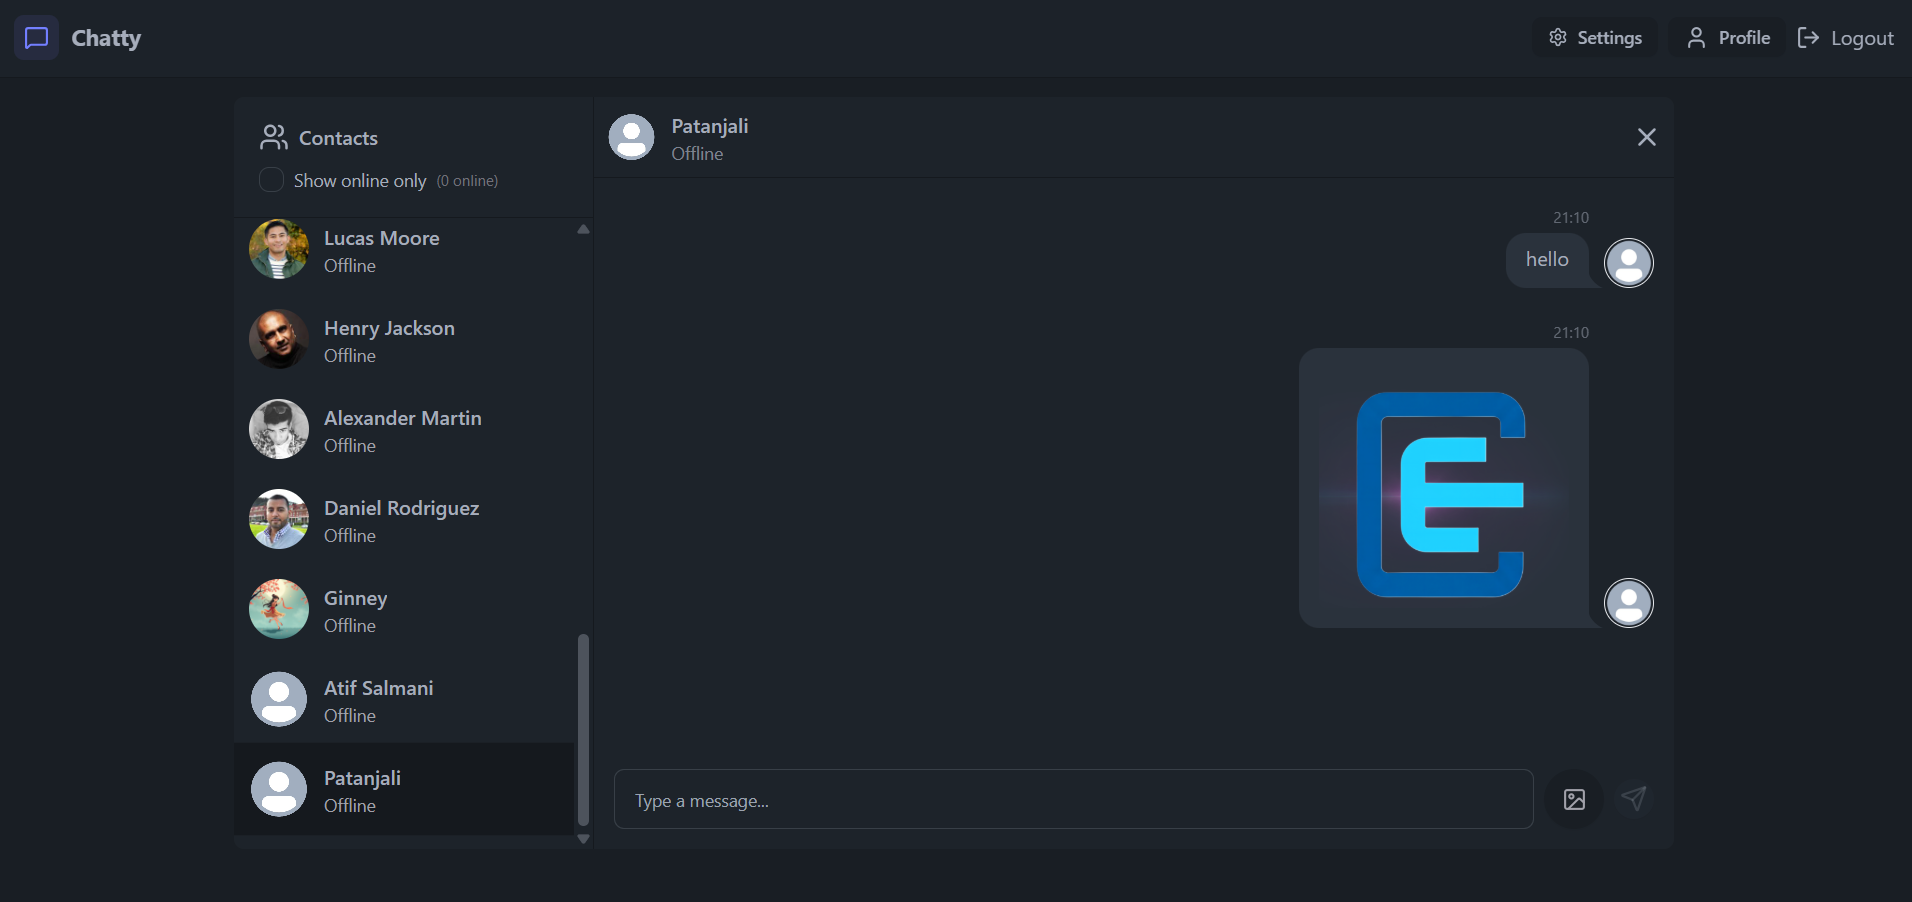 Chatty
Settings
Profile
Logout
Contacts
Show online only (0 online)
Lucas Moore
Offline
Henry Jackson
Offline
Alexander Martin
Offline
Daniel Rodriguez
Offline
Ginney
Offline
Atif Salmani
Offline
Patanjali
Offline
Patanjali
Offline
21:10
hello
21:10
E
Type a message...